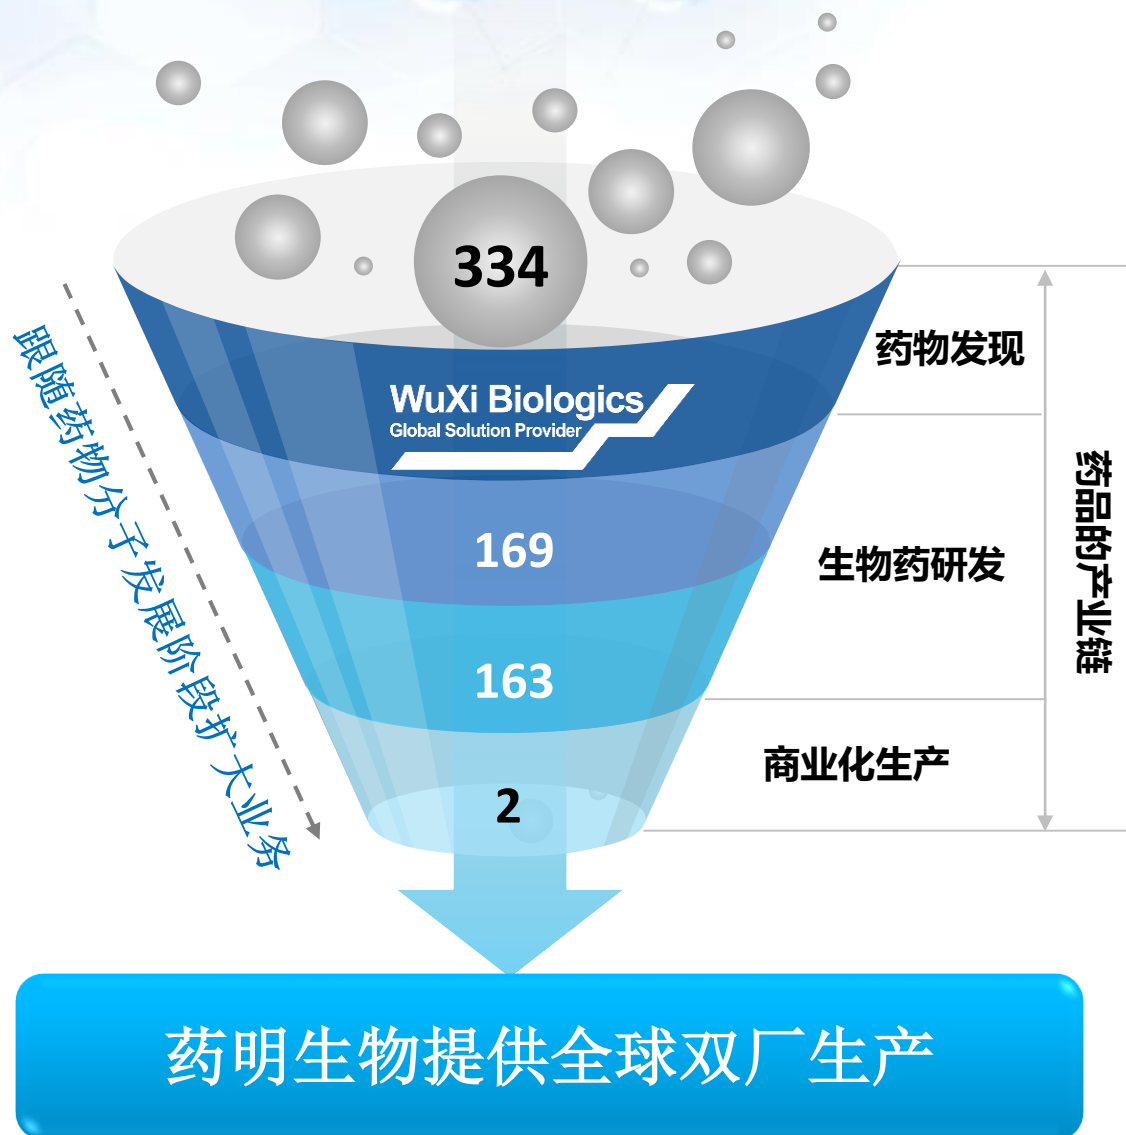 334
WuXi Biologics
Global Solution Provider
169
163
2
跟随药物分子发展阶段扩大业务
药物发现
生物药研发
商业化生产
药品的产业链
药明生物提供全球双厂生产